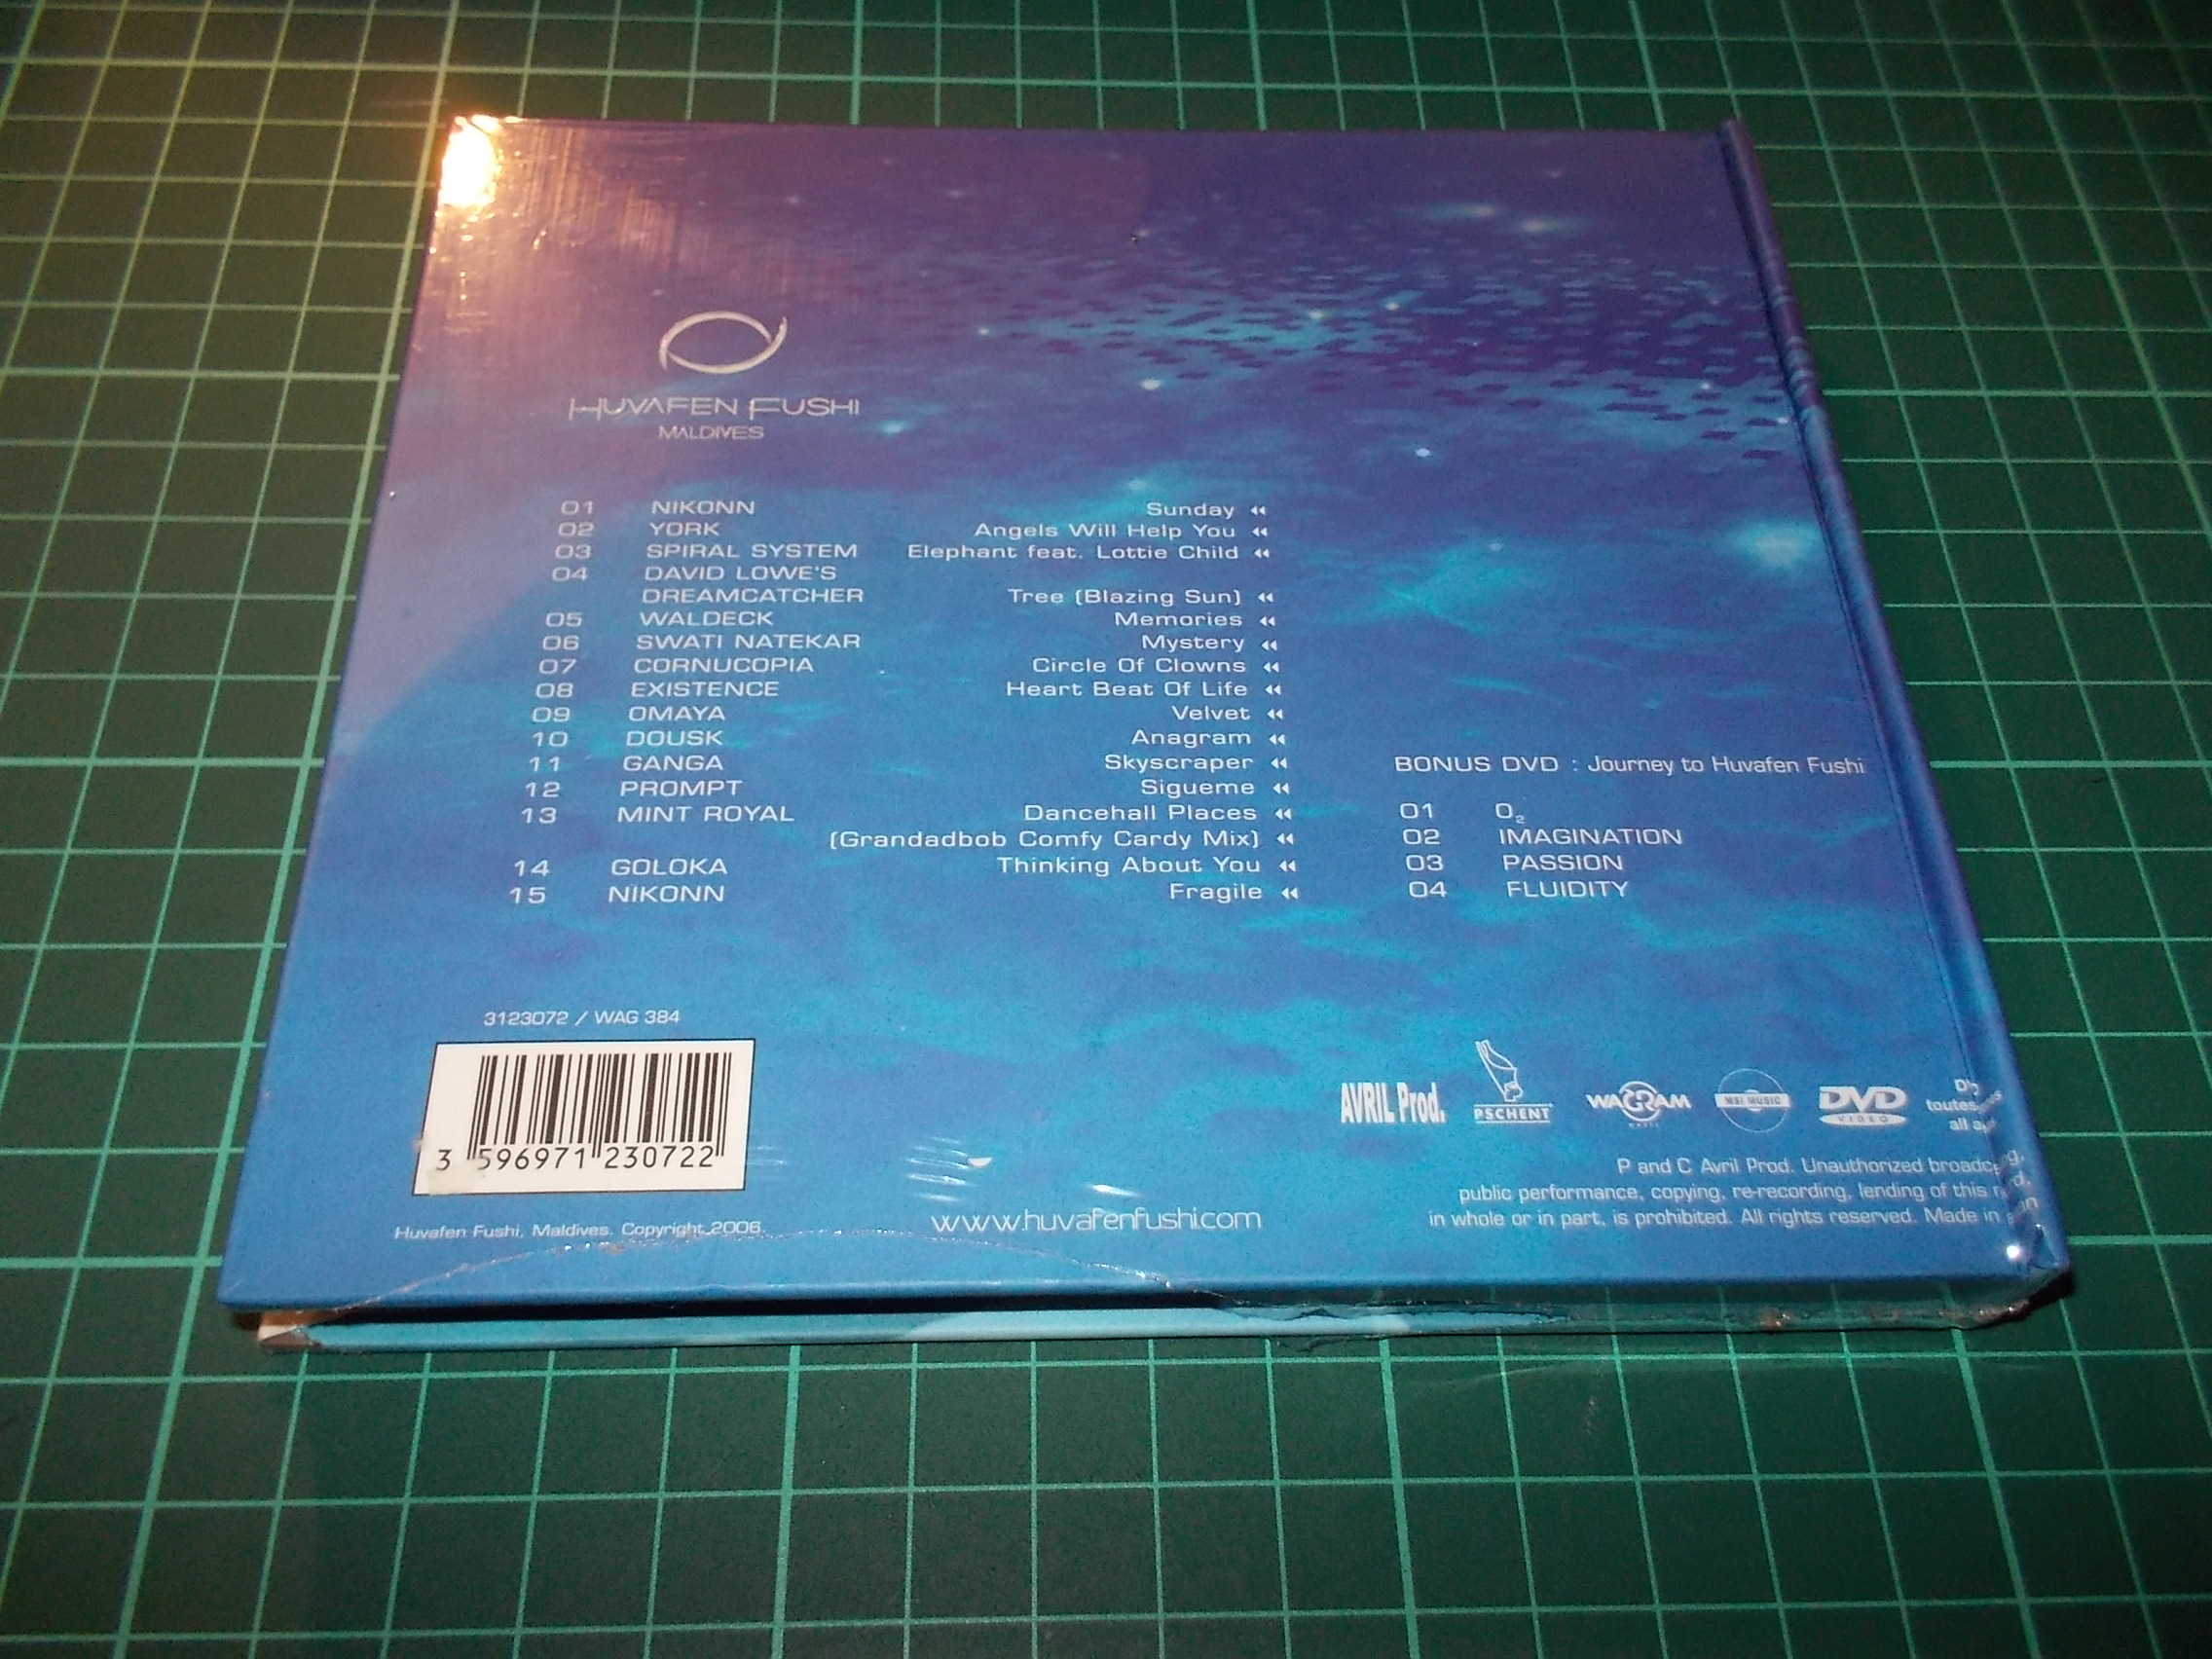 HUVAFEN FUSHI
MALDIVES
01 NIKONN Sunday
02 YORK Angels Will Help You
03 SPIRAL SYSTEM Elephant feat. Lottie Child
04 DAVID LOWE'S
DREAMCATCHER Tree (Blazing Sun)
05 WALDECK Memories
06 SWATI NATEKAR Mystery
07 CORNUCOPIA Circle Of Clowns
08 EXISTENCE Heart Beat Of Life
09 OMAYA Velvet
10 DOUSK Anagram
11 GANGA Skyscraper
12 PROMPT Sigueme
13 MINT ROYAL Dancehall Places
(Grandadbob Comfy Cardy Mix)
14 GOLOKA Thinking About You
15 NIKONN Fragile
BONUS DVD : Journey to Huvafen Fushi
01 O₂
02 IMAGINATION
03 PASSION
04 FLUIDITY
3123072 / WAG 384
3 596971 230722
Huvafen Fushi, Maldives. Copyright 2006.
www.huvafenfushi.com
AVRIL Prod.
PSCHENT
WAGRAM
MUSIC
MSI MUSIC
DVD
VIDEO
toutes
all
P and C Avril Prod. Unauthorized
public performance, copying, re-recording, lending of this
in whole or in part, is prohibited. All rights reserved. Made in